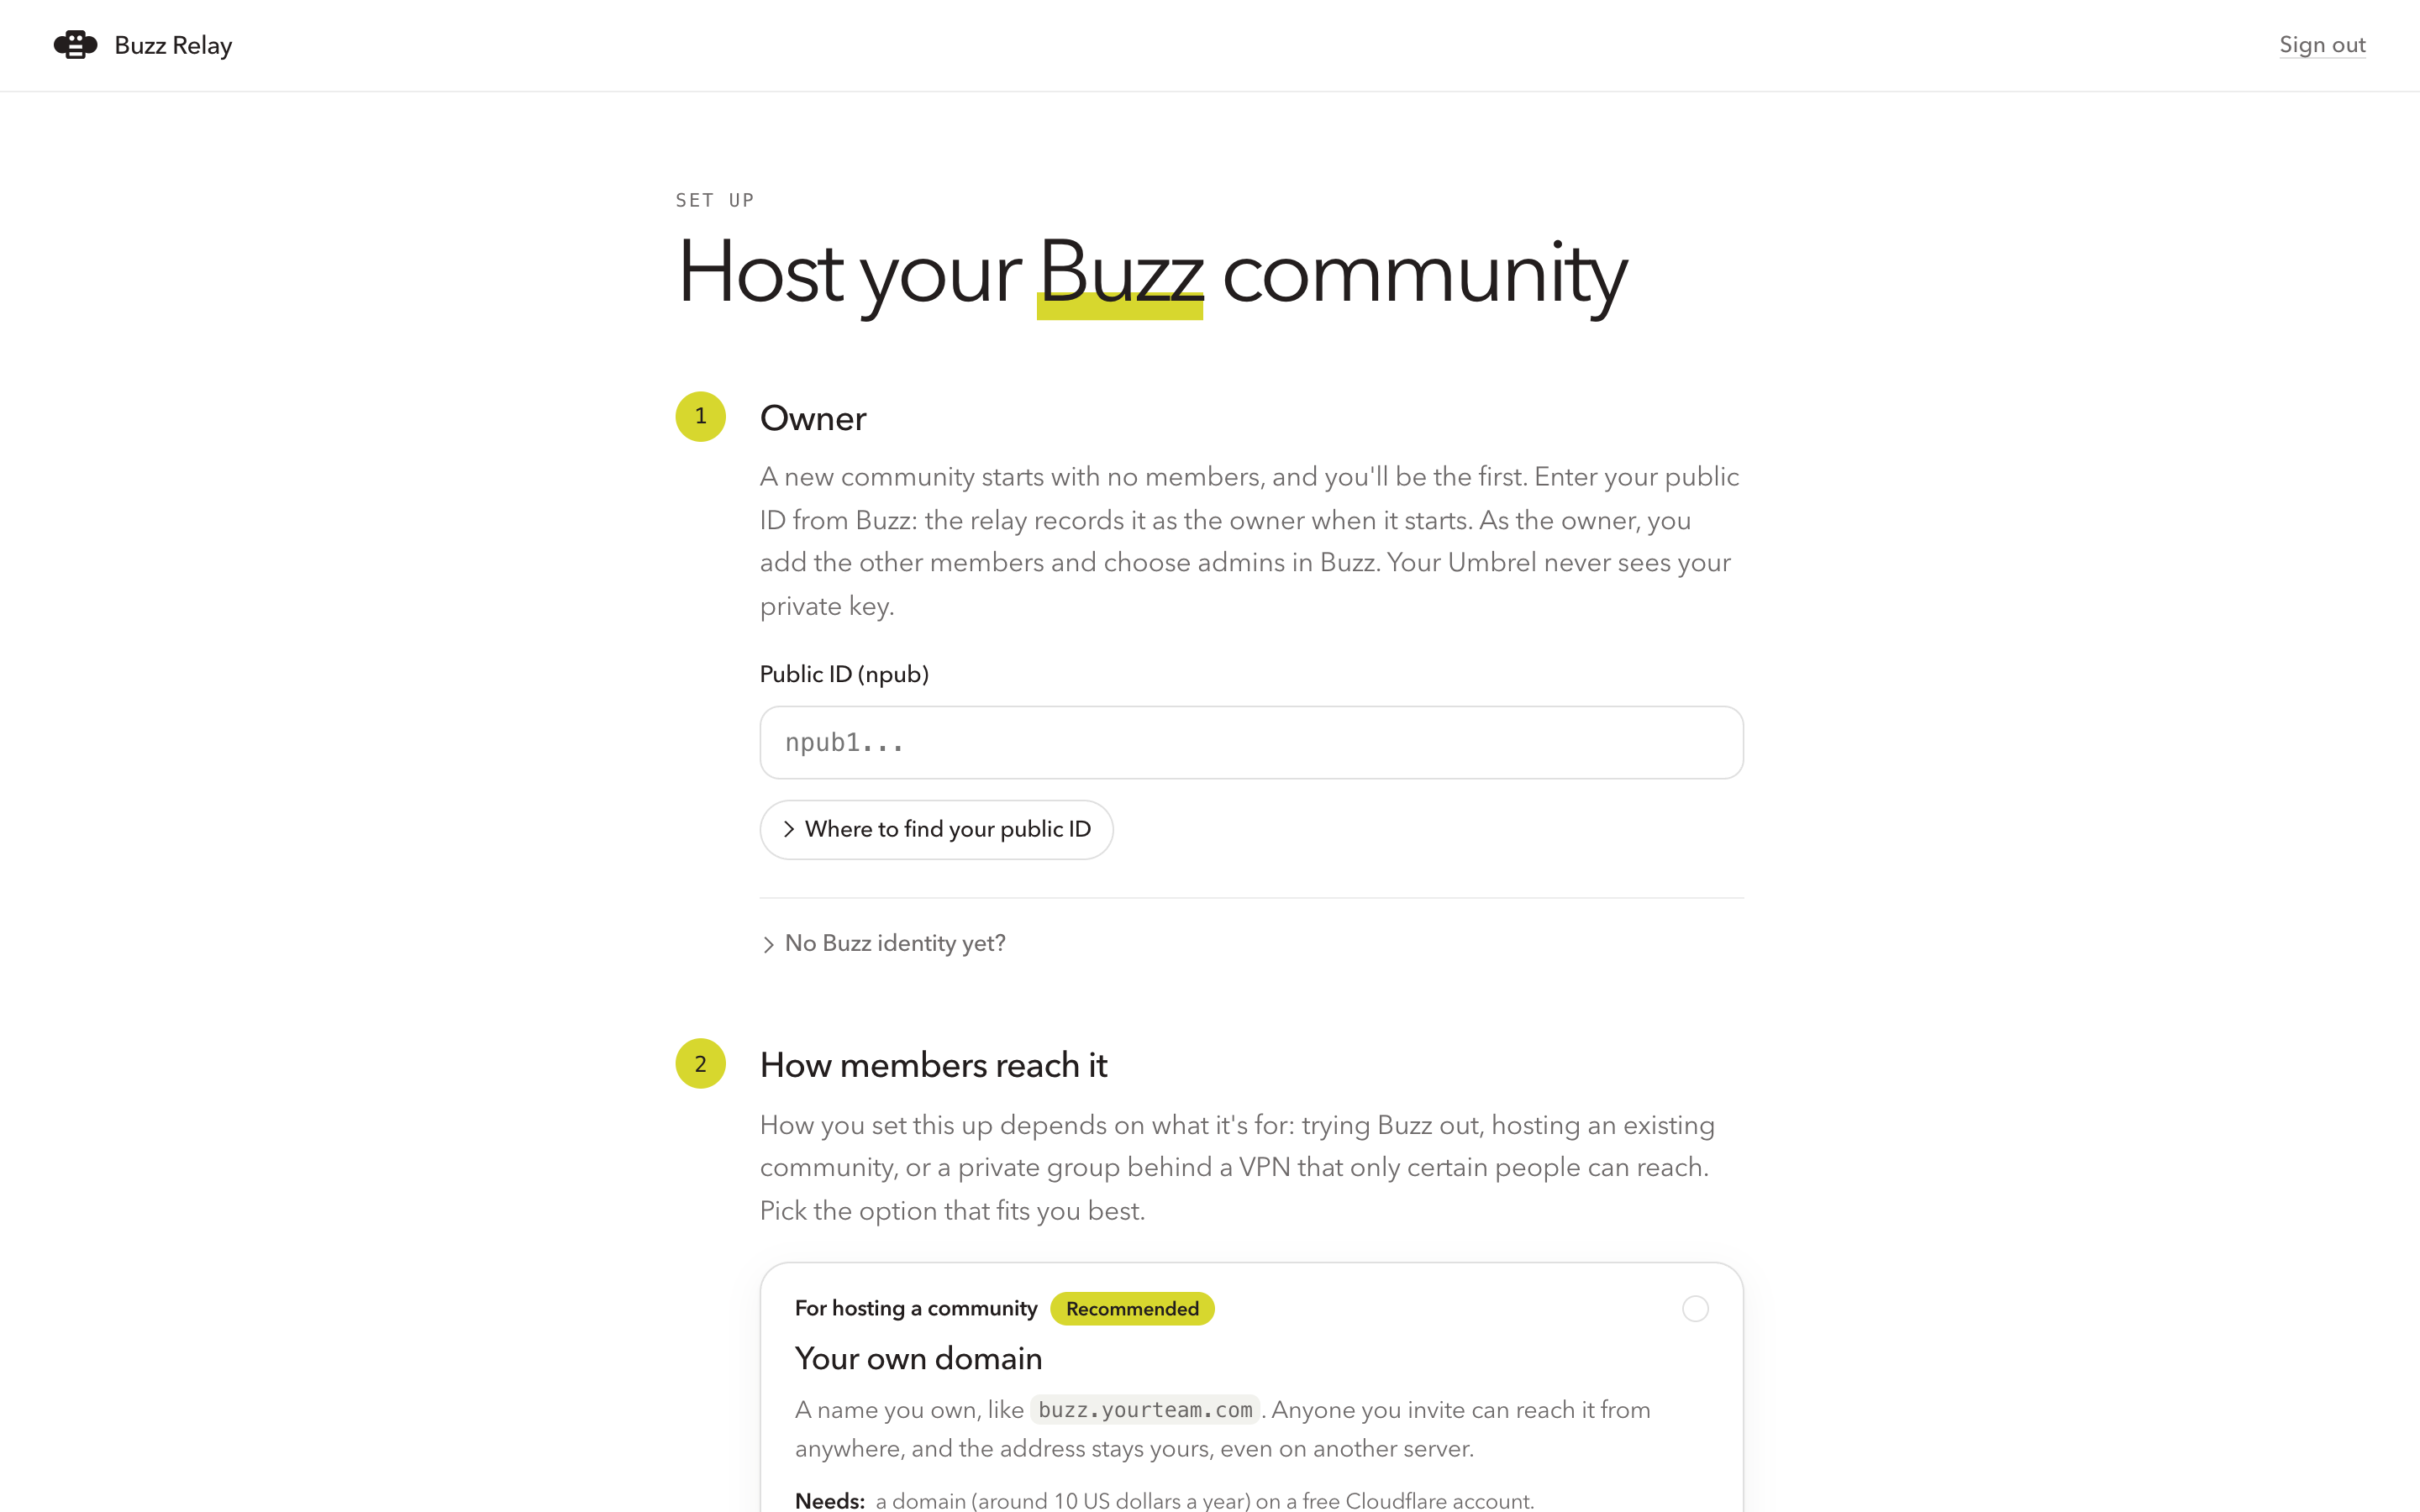 Buzz Relay
Sign out
SET UP
Host your Buzz community
1
Owner
A new community starts with no members, and you'll be the first. Enter your public
ID from Buzz: the relay records it as the owner when it starts. As the owner, you
add the other members and choose admins in Buzz. Your Umbrel never sees your
private key.
Public ID (npub)
npub1...
Where to find your public ID
No Buzz identity yet?
2
How members reach it
How you set this up depends on what it's for: trying Buzz out, hosting an existing
community, or a private group behind a VPN that only certain people can reach.
Pick the option that fits you best.
For hosting a community Recommended
Your own domain
A name you own, like buzz.yourteam.com. Anyone you invite can reach it from
anywhere, and the address stays yours, even on another server.
Needs: a domain (around 10 US dollars a year) on a free Cloudflare account.